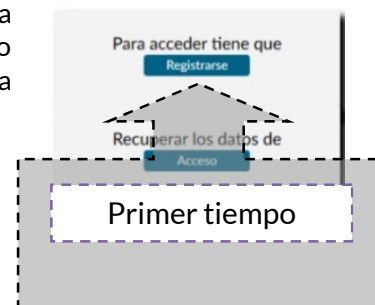 a
o
a
Para acceder tiene que
Registrarse
Recuperar los datos de
Acceso
Primer tiempo